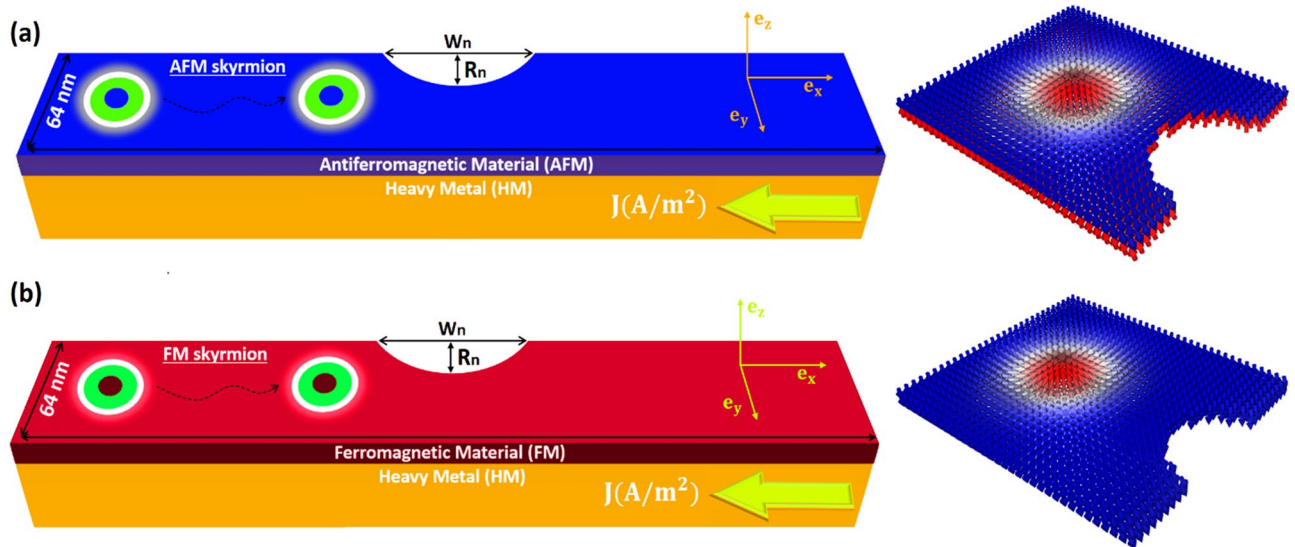 (a)
Wn
Rn
AFM skyrmion
64 nm
ez
ex
ey
Antiferromagnetic Material (AFM)
Heavy Metal (HM)
J(A/m²)
(b)
Wn
Rn
FM skyrmion
64 nm
ez
ex
ey
Ferromagnetic Material (FM)
Heavy Metal (HM)
J(A/m²)